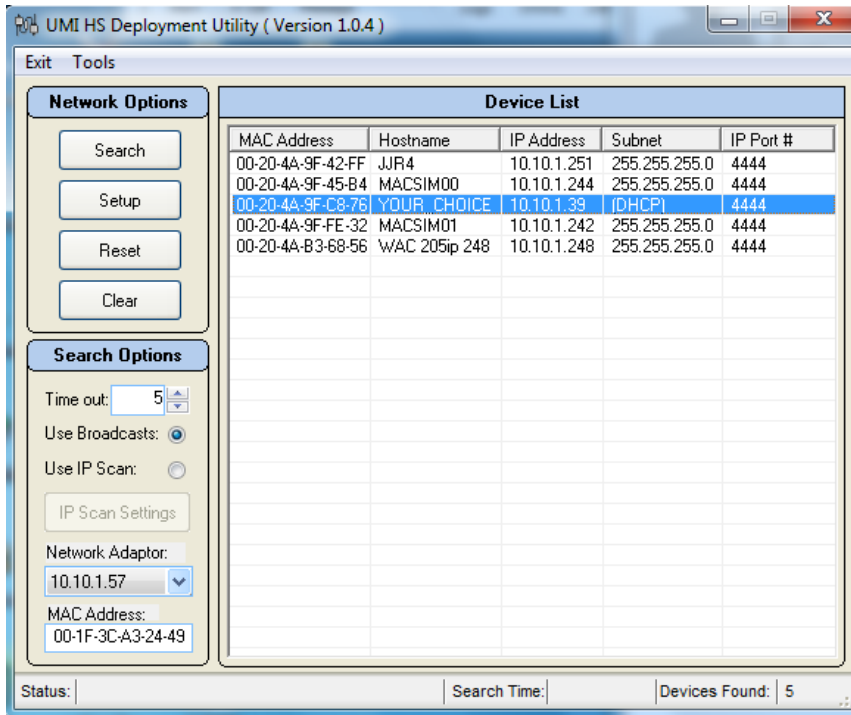 UMI HS Deployment Utility ( Version 1.0.4 )
Exit Tools
Network Options
Search
Setup
Reset
Clear
Search Options
Time out: 5
Use Broadcasts:
Use IP Scan:
IP Scan Settings
Network Adaptor:
10.10.1.57
MAC Address:
00-1F-3C-A3-24-49
Device List
MAC Address Hostname IP Address Subnet IP Port #
00-20-4A-9F-42-FF JJR4 10.10.1.251 255.255.255.0 4444
00-20-4A-9F-45-B4 MACSIM00 10.10.1.244 255.255.255.0 4444
00-20-4A-9F-C8-76 YOUR_CHOICE 10.10.1.39 (DHCP) 4444
00-20-4A-9F-FE-32 MACSIM01 10.10.1.242 255.255.255.0 4444
00-20-4A-B3-68-56 WAC 205ip 248 10.10.1.248 255.255.255.0 4444
Status: Search Time: Devices Found: 5